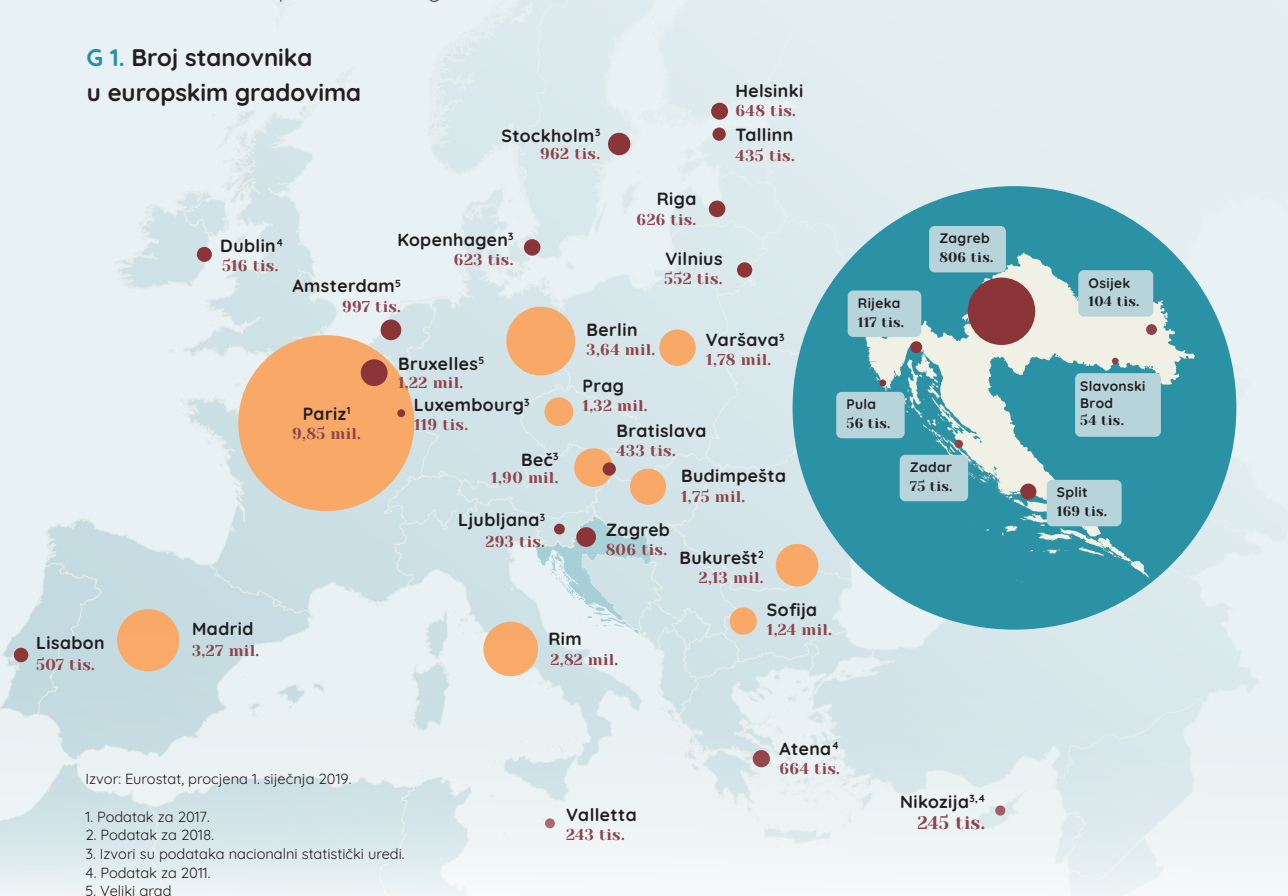 G 1. Broj stanovnika
u europskim gradovima
Helsinki
648 tis.
Stockholm³
962 tis.
Tallinn
435 tis.
Riga
626 tis.
Dublin⁴
516 tis.
Kopenhagen³
623 tis.
Vilnius
552 tis.
Amsterdam⁵
997 tis.
Berlin
3,64 mil.
Varšava³
1,78 mil.
Bruxelles⁵
1,22 mil.
Pariz¹
9,85 mil.
Luxembourg³
119 tis.
Prag
1,32 mil.
Bratislava
433 tis.
Beč³
1,90 mil.
Budimpešta
1,75 mil.
Ljubljana³
293 tis.
Zagreb
806 tis.
Bukurešt²
2,13 mil.
Sofija
1,24 mil.
Lisabon
507 tis.
Madrid
3,27 mil.
Rim
2,82 mil.
Atena⁴
664 tis.
Valletta
243 tis.
Nikozija³,⁴
245 tis.
Zagreb
806 tis.
Osijek
104 tis.
Rijeka
117 tis.
Slavonski
Brod
54 tis.
Pula
56 tis.
Zadar
75 tis.
Split
169 tis.
Izvor: Eurostat, procjena 1. siječnja 2019.
1. Podatak za 2017.
2. Podatak za 2018.
3. Izvori su podataka nacionalni statistički uredi.
4. Podatak za 2011.
5. Veliki grad